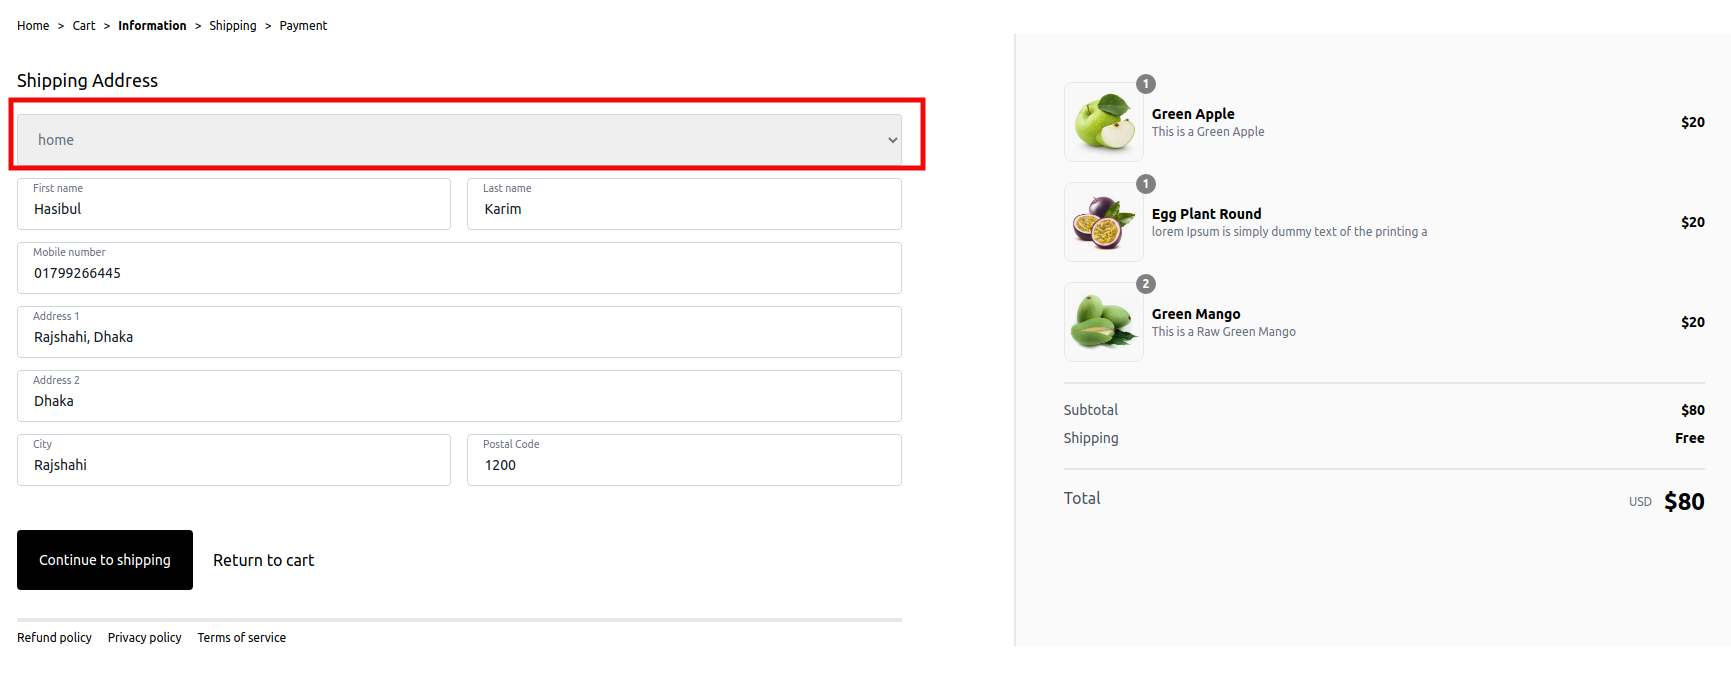 Home > Cart > Information > Shipping > Payment
Shipping Address
home
First name
Hasibul
Last name
Karim
Mobile number
01799266445
Address 1
Rajshahi, Dhaka
Address 2
Dhaka
City
Rajshahi
Postal Code
1200
Continue to shipping
Return to cart
Refund policy Privacy policy Terms of service
1
Green Apple
This is a Green Apple
$20
1
Egg Plant Round
lorem Ipsum is simply dummy text of the printing a
$20
2
Green Mango
This is a Raw Green Mango
$20
Subtotal $80
Shipping Free
Total USD $80